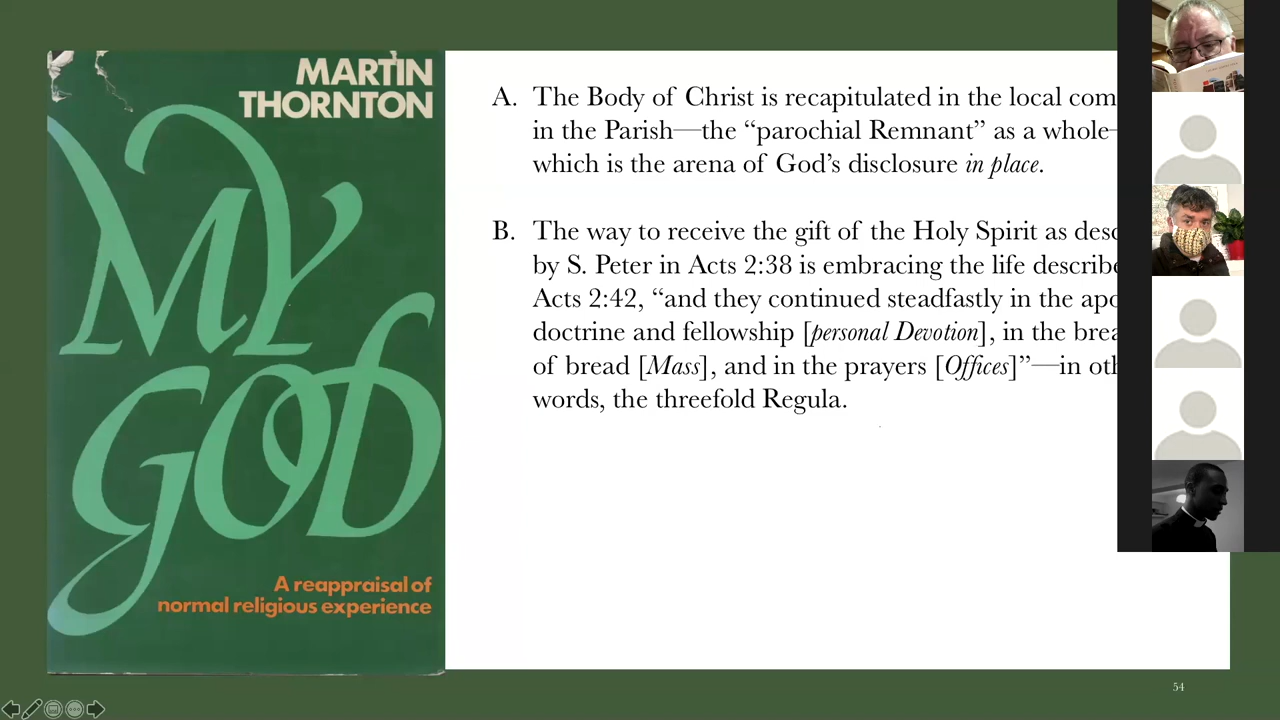 MARTIN
THORNTON
MY
GOD
A reappraisal of
normal religious experience
A. The Body of Christ is recapitulated in the local com
in the Parish—the “parochial Remnant” as a whole—
which is the arena of God’s disclosure in place.
B. The way to receive the gift of the Holy Spirit as desc
by S. Peter in Acts 2:38 is embracing the life describe
Acts 2:42, “and they continued steadfastly in the apo
doctrine and fellowship [personal Devotion], in the brea
of bread [Mass], and in the prayers [Offices]”—in oth
words, the threefold Regula.
54